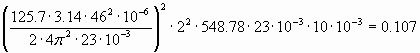 (125.7·3.14·46²·10⁻⁶ / 2·4π²·23·10⁻³)² · 2² · 548.78 · 23 · 10⁻³ · 10 · 10⁻³ = 0.107